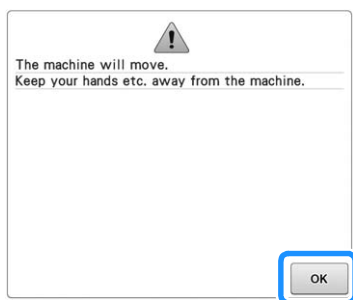 The machine will move.
Keep your hands etc. away from the machine.
OK